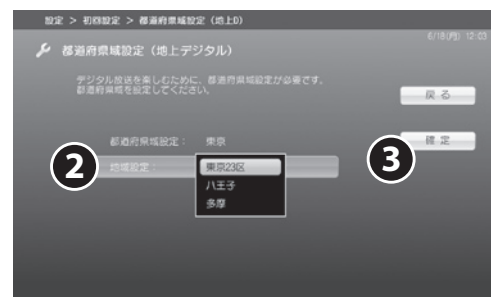 設定 > 初回設定 > 都道府県域設定（地上D）
6/18(月) 12:03
都道府県域設定（地上デジタル）
デジタル放送を楽しむために、都道府県域設定が必要です。
都道府県域を設定してください。
戻る
都道府県域設定： 東京
確定
2
地域設定：
東京23区
3
八王子
多摩